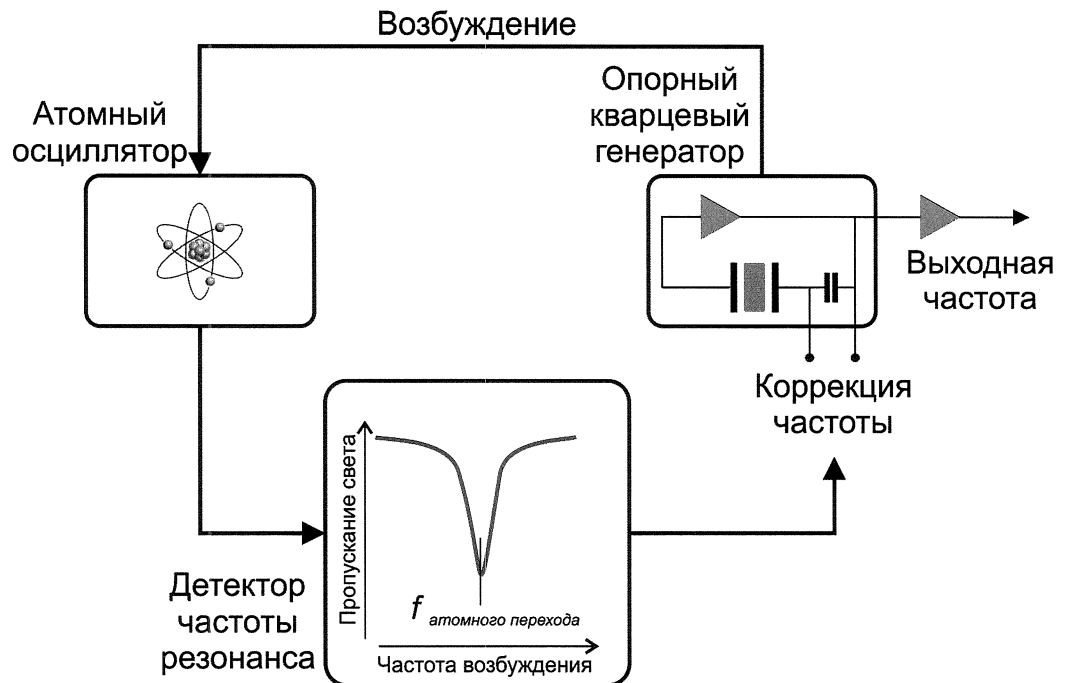 Возбуждение
Атомный
осциллятор
Опорный
кварцевый
генератор
Выходная
частота
Коррекция
частоты
Детектор
частоты
резонанса
Пропускание света
f атомного перехода
Частота возбуждения